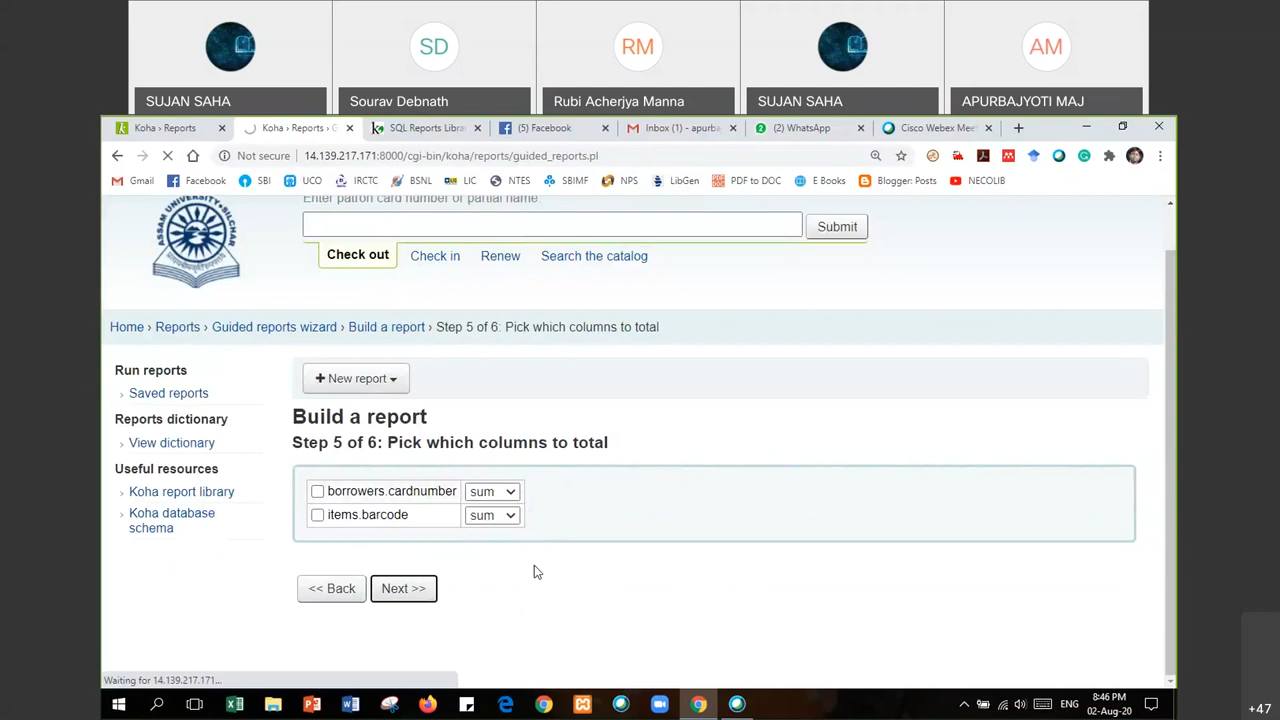 SD
RM
AM
SUJAN SAHA
Sourav Debnath
Rubi Acherjya Manna
SUJAN SAHA
APURBAJYOTI MAJ
Koha › Reports
Koha › Reports › G
SQL Reports Libra
(5) Facebook
Inbox (1) - apurba
(2) WhatsApp
Cisco Webex Mee
Not secure
14.139.217.171:8000/cgi-bin/koha/reports/guided_reports.pl
Gmail
Facebook
SBI
UCO
IRCTC
BSNL
LIC
NTES
SBIMF
NPS
LibGen
PDF to DOC
E Books
Blogger: Posts
NECOLIB
Enter patron card number or partial name:
ASSAM UNIVERSITY, SILCHAR
Submit
Check out
Check in
Renew
Search the catalog
Home › Reports › Guided reports wizard › Build a report › Step 5 of 6: Pick which columns to total
Run reports
› Saved reports
Reports dictionary
› View dictionary
Useful resources
› Koha report library
› Koha database
schema
+ New report
Build a report
Step 5 of 6: Pick which columns to total
borrowers.cardnumber
sum
items.barcode
sum
<< Back
Next >>
Waiting for 14.139.217.171...
ENG
8:46 PM
02-Aug-20
+47